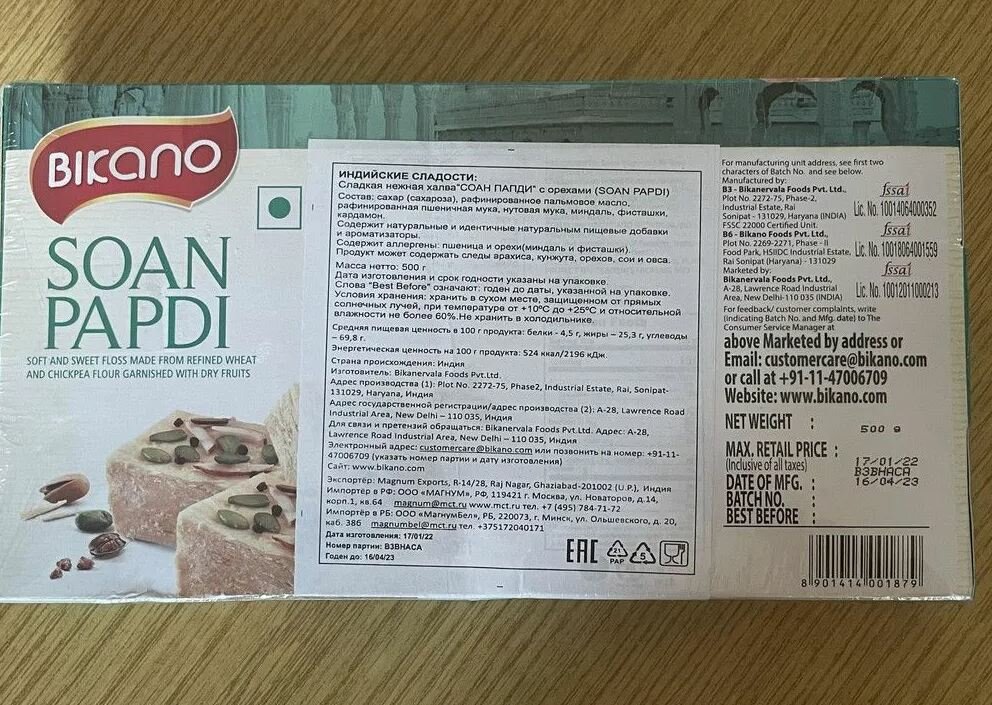 BIKANO
SOAN
PAPDI
SOFT AND SWEET FLOSS MADE FROM REFINED WHEAT
AND CHICKPEA FLOUR GARNISHED WITH DRY FRUITS
ИНДИЙСКИЕ СЛАДОСТИ:
Сладкая нежная халва"СОАН ПАПДИ" с орехами (SOAN PAPDI)
Состав: сахар (сахароза), рафинированное пальмовое масло,
рафинированная пшеничная мука, нутовая мука, миндаль, фисташки,
кардамон.
Содержит натуральные и идентичные натуральным пищевые добавки
и ароматизаторы.
Содержит аллергены: пшеница и орехи(миндаль и фисташки).
Продукт может содержать следы арахиса, кунжута, орехов, сои и овса.
Масса нетто: 500 г
Дата изготовления и срок годности указаны на упаковке.
Слова "Best Before" означают: годен до даты, указанной на упаковке.
Условия хранения: хранить в сухом месте, защищенном от прямых
солнечных лучей, при температуре от +10°С до +25°С и относительной
влажности не более 60%.Не хранить в холодильнике.
Средняя пищевая ценность в 100 г продукта: белки - 4,5 г, жиры – 25,3 г, углеводы
– 69,8 г.
Энергетическая ценность на 100 г продукта: 524 ккал/2196 кДж.
Страна происхождения: Индия
Изготовитель: Bikanervala Foods Pvt.Ltd.
Адрес производства (1): Plot No. 2272-75, Phase2, Industrial Estate, Rai, Sonipat-
131029, Haryana, Индия
Адрес государственной регистрации/адрес производства (2): A-28, Lawrence Road
Industrial Area, New Delhi – 110 035, Индия
Для связи и претензий обращаться: Bikanervala Foods Pvt.Ltd. Адрес: A-28,
Lawrence Road Industrial Area, New Delhi – 110 035, Индия
Электронный адрес: customercare@bikano.com или позвонить на номер: +91-11-
47006709 (указать номер партии и дату изготовления)
Сайт: www.bikano.com
Экспортёр: Magnum Exports, R-14/28, Raj Nagar, Ghaziabad-201002 (U.P.), Индия
Импортер в РФ: ООО «МАГНУМ», РФ, 119421 г. Москва, ул. Новаторов, д.14,
корп.1, кв.64 magnum@mct.ru www.mct.ru тел. +7 (495) 784-71-72
Импортёр в РБ: ООО «МагнумБел», РБ, 220073, г. Минск, ул. Ольшевского, д. 20,
каб. 386 magnumbel@mct.ru тел. +375172040171
Дата изготовления: 17/01/22
Номер партии: B3BHACA
Годен до: 16/04/23
EAC
21
PAP
5
For manufacturing unit address, see first two
characters of Batch No. and see below.
Manufactured by:
B3 - Bikanervala Foods Pvt. Ltd.,
Plot No. 2272-75, Phase-2,
Industrial Estate, Rai
Sonipat - 131029, Haryana (INDIA)
FSSC 22000 Certified Unit.
fssai
Lic. No. 10014064000352
B6 - Bikano Foods Pvt. Ltd.,
Plot No. 2269-2271, Phase - II
Food Park, HSIIDC Industrial Estate,
Rai Sonipat (Haryana) - 131029
fssai
Lic. No. 10018064001559
Marketed by:
Bikanervala Foods Pvt. Ltd.,
A-28, Lawrence Road Industrial
Area, New Delhi-110 035 (INDIA)
fssai
Lic. No. 10012011000213
For feedback/ customer complaints, write
(indicating Batch No. and Mfg. date) to The
Consumer Service Manager at
above Marketed by address or
Email: customercare@bikano.com
or call at +91-11-47006709
Website: www.bikano.com
NET WEIGHT : 500 g
MAX. RETAIL PRICE :
(Inclusive of all taxes)
DATE OF MFG. : 17/01/22
BATCH NO. : B3BHACA
BEST BEFORE : 16/04/23
8 901414 001879